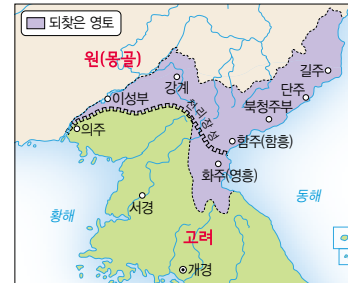 되찾은 영토
원(몽골)
길주
강계
단주
이성부
북청주부
천리장성
의주
함주(함흥)
화주(영흥)
동해
서경
황해
고려
개경